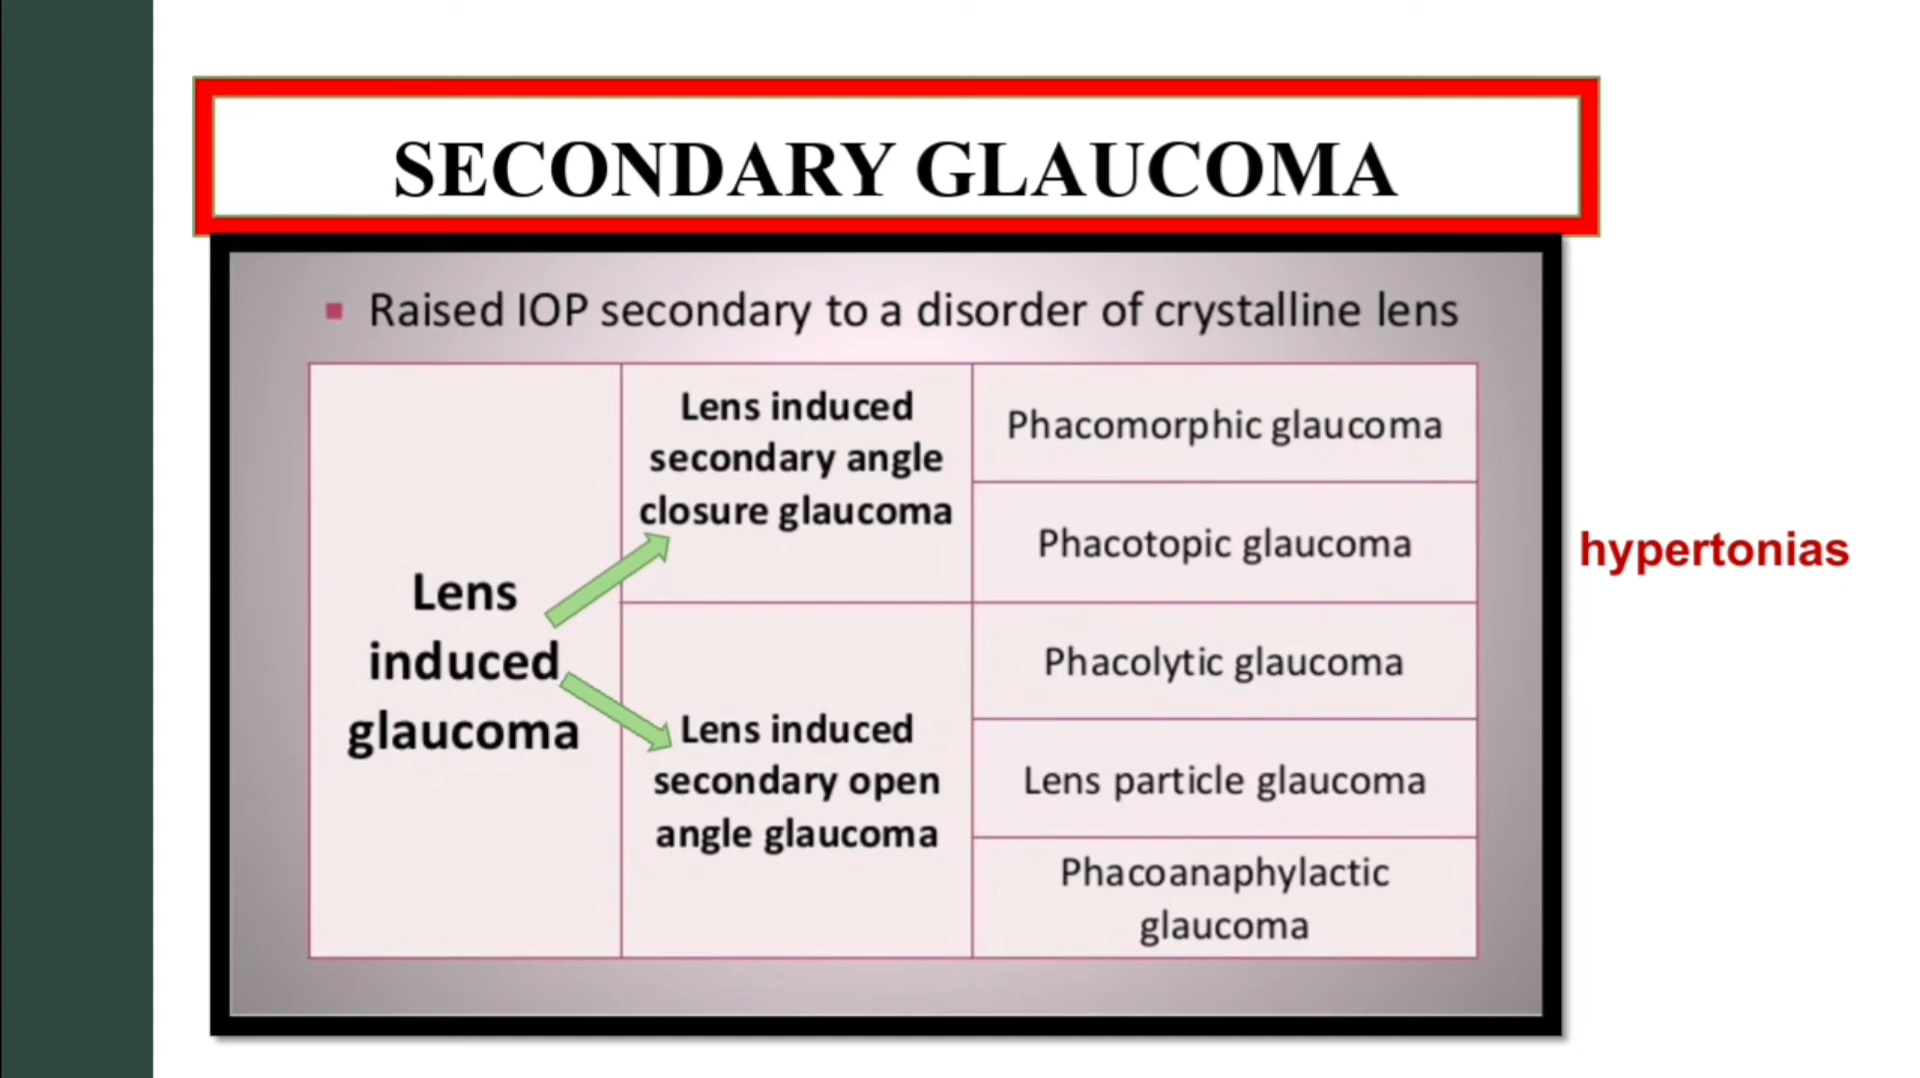 SECONDARY GLAUCOMA
Raised IOP secondary to a disorder of crystalline lens
Lens
induced
glaucoma
Lens induced
secondary angle
closure glaucoma
Phacomorphic glaucoma
Phacotopic glaucoma
Lens induced
secondary open
angle glaucoma
Phacolytic glaucoma
Lens particle glaucoma
Phacoanaphylactic
glaucoma
hypertonias